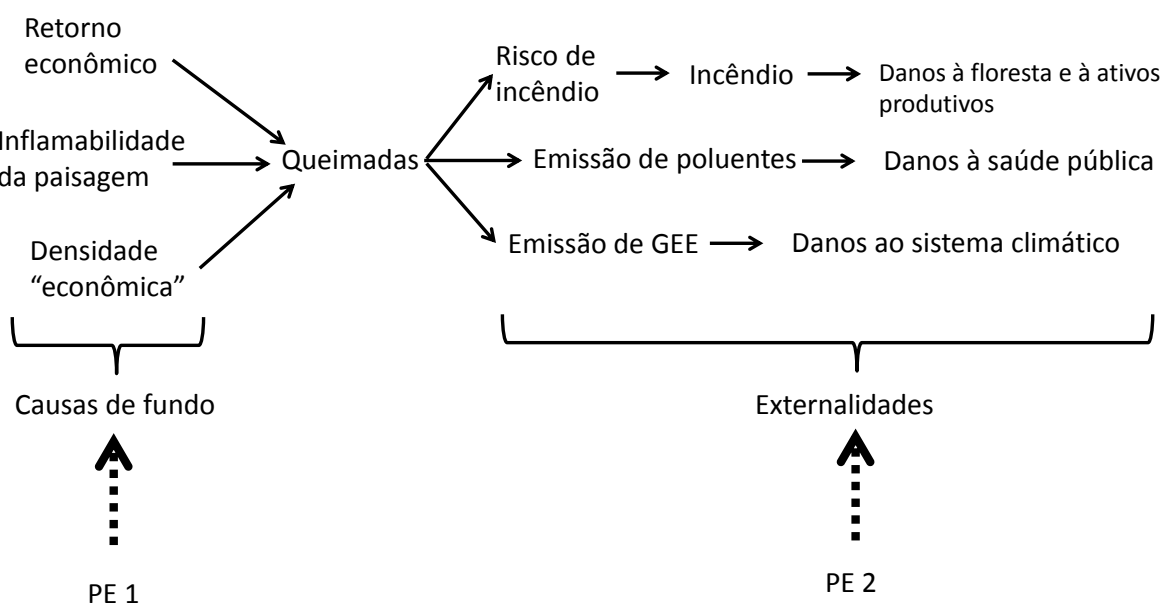 Retorno
econômico
Inflamabilidade
da paisagem
Densidade
“econômica”
Queimadas
Risco de
incêndio
Incêndio
Danos à floresta e à ativos
produtivos
Emissão de poluentes
Danos à saúde pública
Emissão de GEE
Danos ao sistema climático
Causas de fundo
Externalidades
PE 1
PE 2